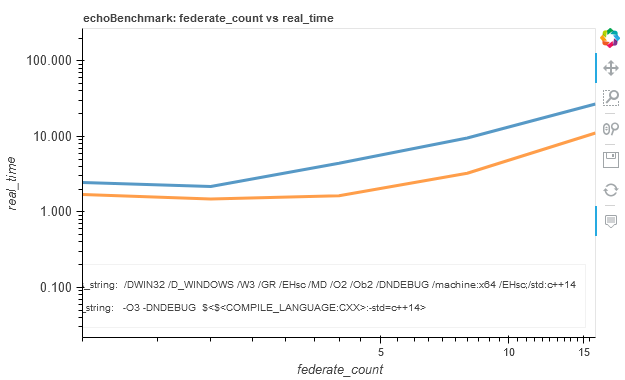 echoBenchmark: federate_count vs real_time
100.000
10.000
1.000
0.100
real_time
_string: /DWIN32 /D_WINDOWS /W3 /GR /EHsc /MD /O2 /Ob2 /DNDEBUG /machine:x64 /EHsc;/std:c++14
_string: -O3 -DNDEBUG $<$<COMPILE_LANGUAGE:CXX>:-std=c++14>
5
10
15
federate_count